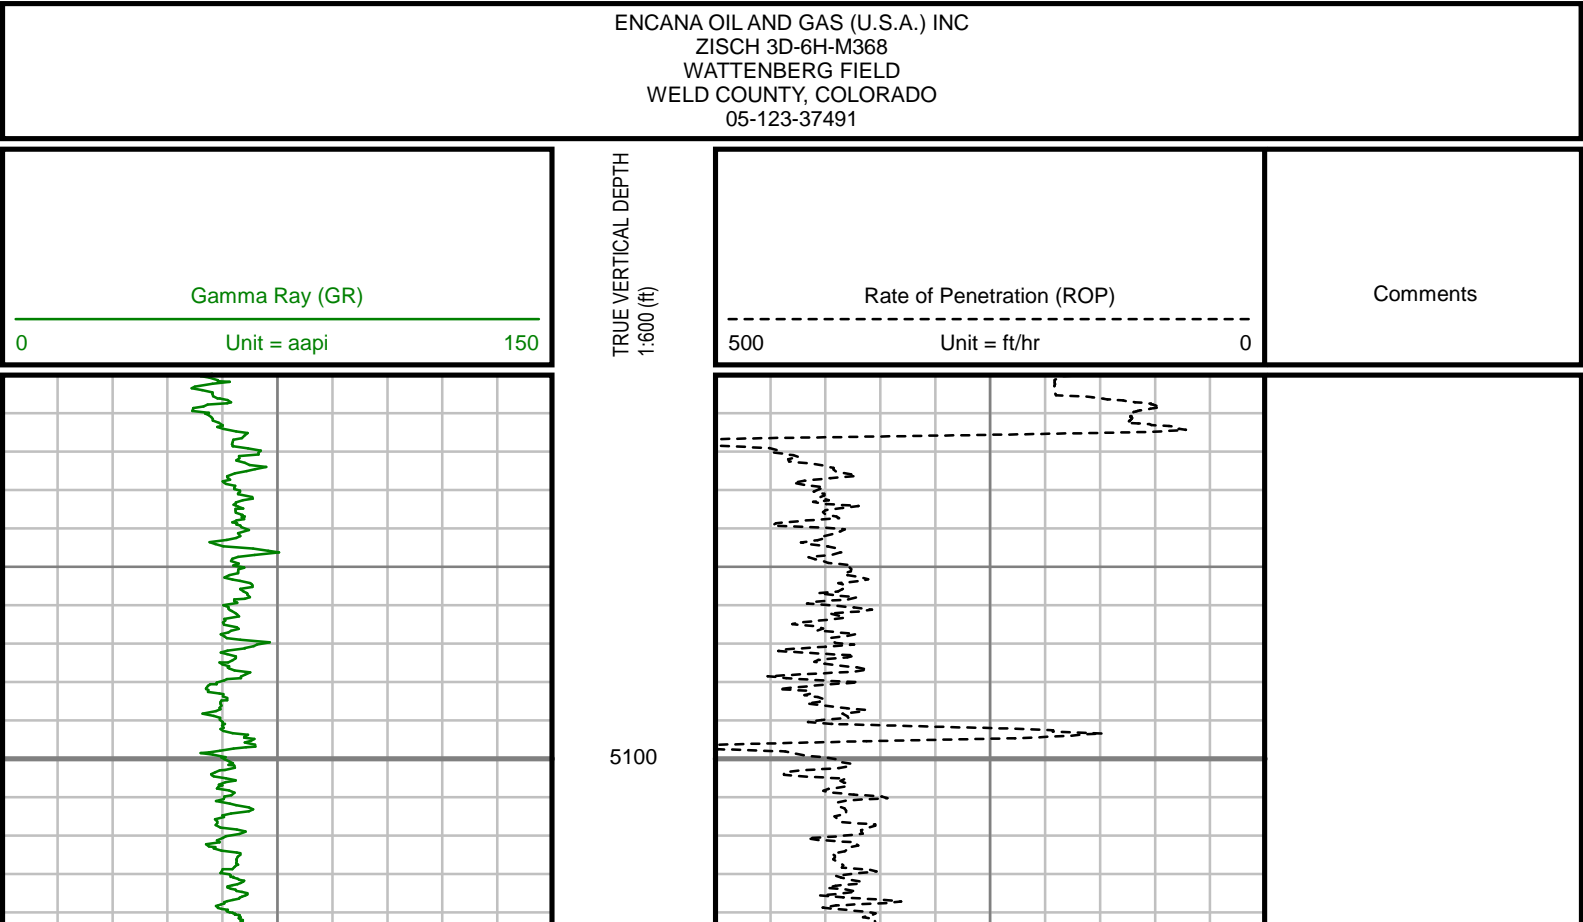 ENCANA OIL AND GAS (U.S.A.) INC
ZISCH 3D-6H-M368
WATTENBERG FIELD
WELD COUNTY, COLORADO
05-123-37491
Gamma Ray (GR)
0 Unit = aapi 150
TRUE VERTICAL DEPTH
1:600 (ft)
Rate of Penetration (ROP)
500 Unit = ft/hr 0
Comments
5100